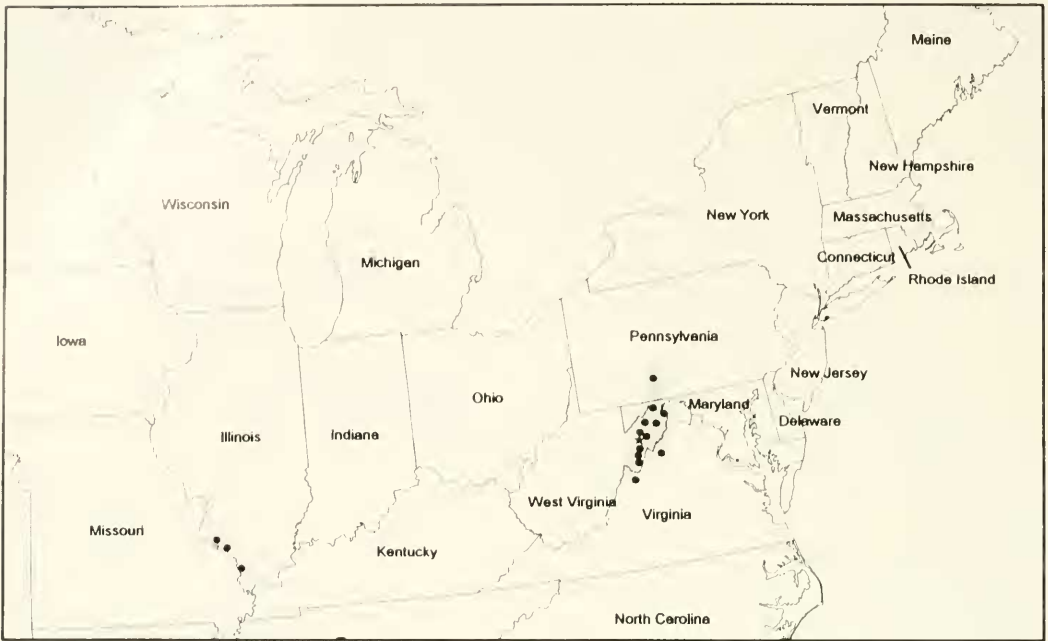 Maine
Vermont
New Hampshire
Wisconsin
New York
Massachusetts
Michigan
Connecticut
Rhode Island
Iowa
Pennsylvania
New Jersey
Ohio
Maryland
Delaware
Illinois
Indiana
West Virginia
Virginia
Missouri
Kentucky
North Carolina